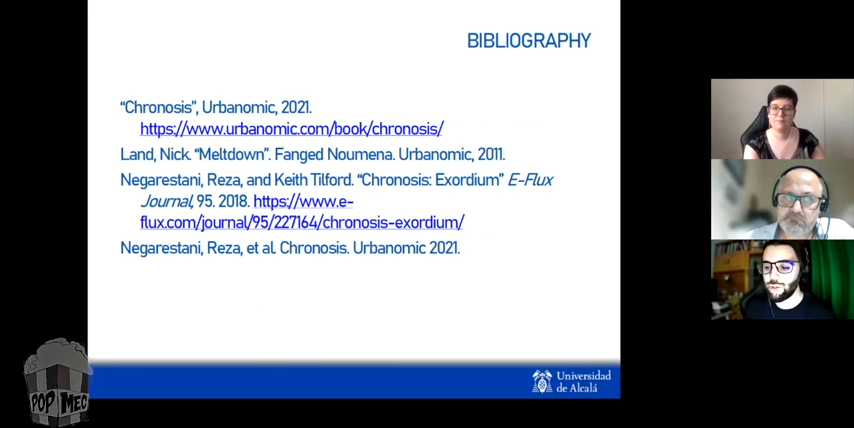 BIBLIOGRAPHY
“Chronosis”, Urbanomic, 2021.
https://www.urbanomic.com/book/chronosis/
Land, Nick. “Meltdown”. Fanged Noumena. Urbanomic, 2011.
Negarestani, Reza, and Keith Tilford. “Chronosis: Exordium” E-Flux
Journal, 95. 2018. https://www.e-
flux.com/journal/95/227164/chronosis-exordium/
Negarestani, Reza, et al. Chronosis. Urbanomic 2021.
Universidad
de Alcalá
POP MEC